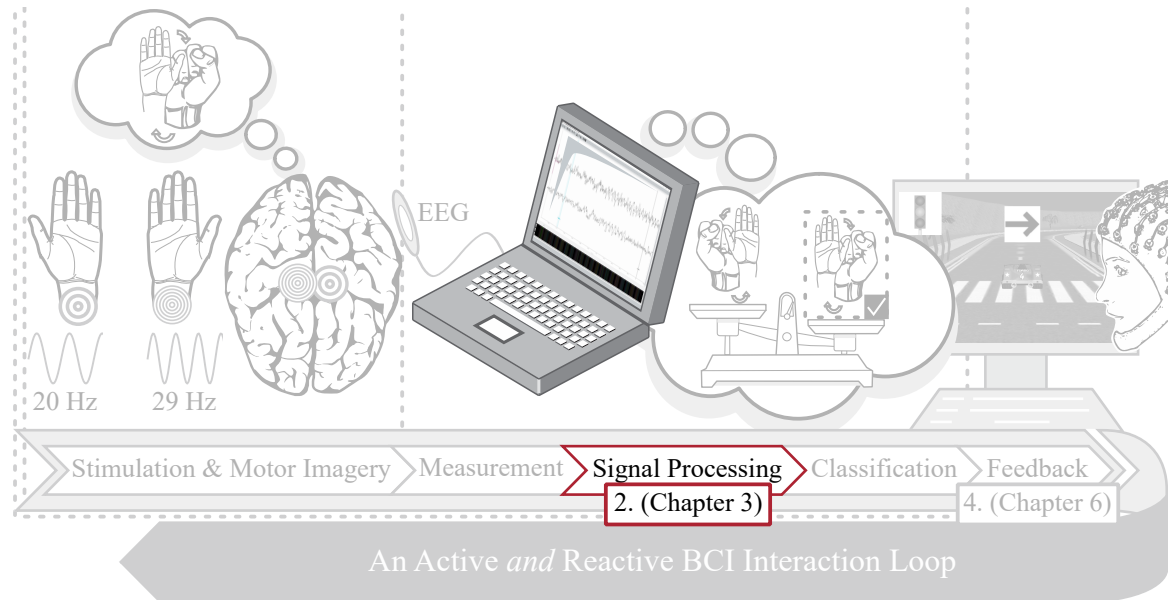 EEG
20 Hz
29 Hz
Stimulation & Motor Imagery
Measurement
Signal Processing
Classification
Feedback
2. (Chapter 3)
4. (Chapter 6)
An Active and Reactive BCI Interaction Loop